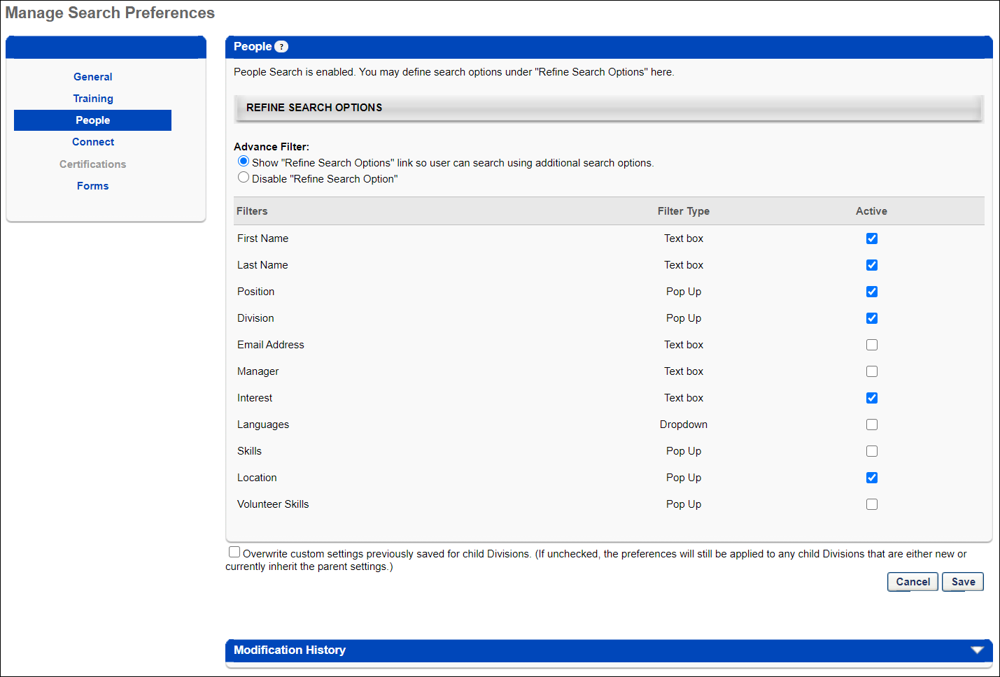 Manage Search Preferences
General
Training
People
Connect
Certifications
Forms
People ?
People Search is enabled. You may define search options under "Refine Search Options" here.
REFINE SEARCH OPTIONS
Advance Filter:
Show "Refine Search Options" link so user can search using additional search options.
Disable "Refine Search Option"
Filters Filter Type Active
First Name Text box
Last Name Text box
Position Pop Up
Division Pop Up
Email Address Text box
Manager Text box
Interest Text box
Languages Dropdown
Skills Pop Up
Location Pop Up
Volunteer Skills Pop Up
Overwrite custom settings previously saved for child Divisions. (If unchecked, the preferences will still be applied to any child Divisions that are either new or
currently inherit the parent settings.)
Cancel Save
Modification History